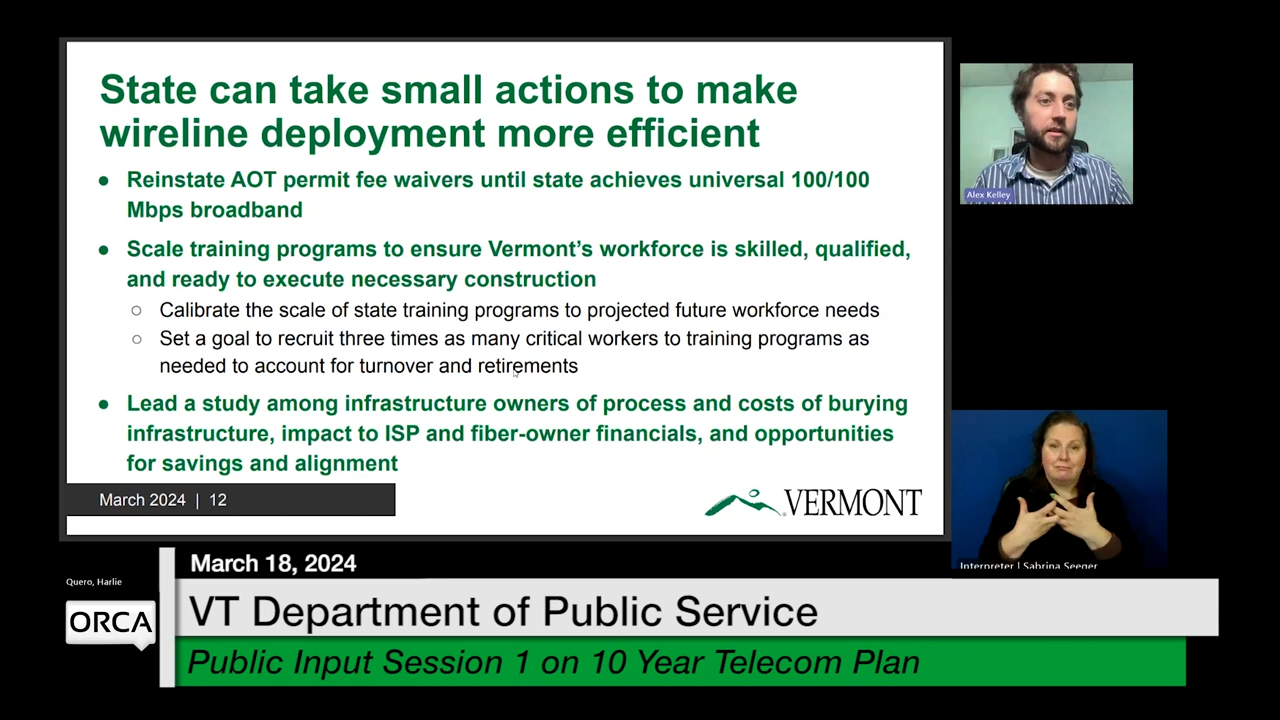 State can take small actions to make
wireline deployment more efficient
● Reinstate AOT permit fee waivers until state achieves universal 100/100
Mbps broadband
● Scale training programs to ensure Vermont's workforce is skilled, qualified,
and ready to execute necessary construction
○ Calibrate the scale of state training programs to projected future workforce needs
○ Set a goal to recruit three times as many critical workers to training programs as
needed to account for turnover and retirements
● Lead a study among infrastructure owners of process and costs of burying
infrastructure, impact to ISP and fiber-owner financials, and opportunities
for savings and alignment
March 2024 | 12
VERMONT
Alex Kelley
Interpreter | Sabrina Seeger
March 18, 2024
Quero, Harlie
ORCA
VT Department of Public Service
Public Input Session 1 on 10 Year Telecom Plan